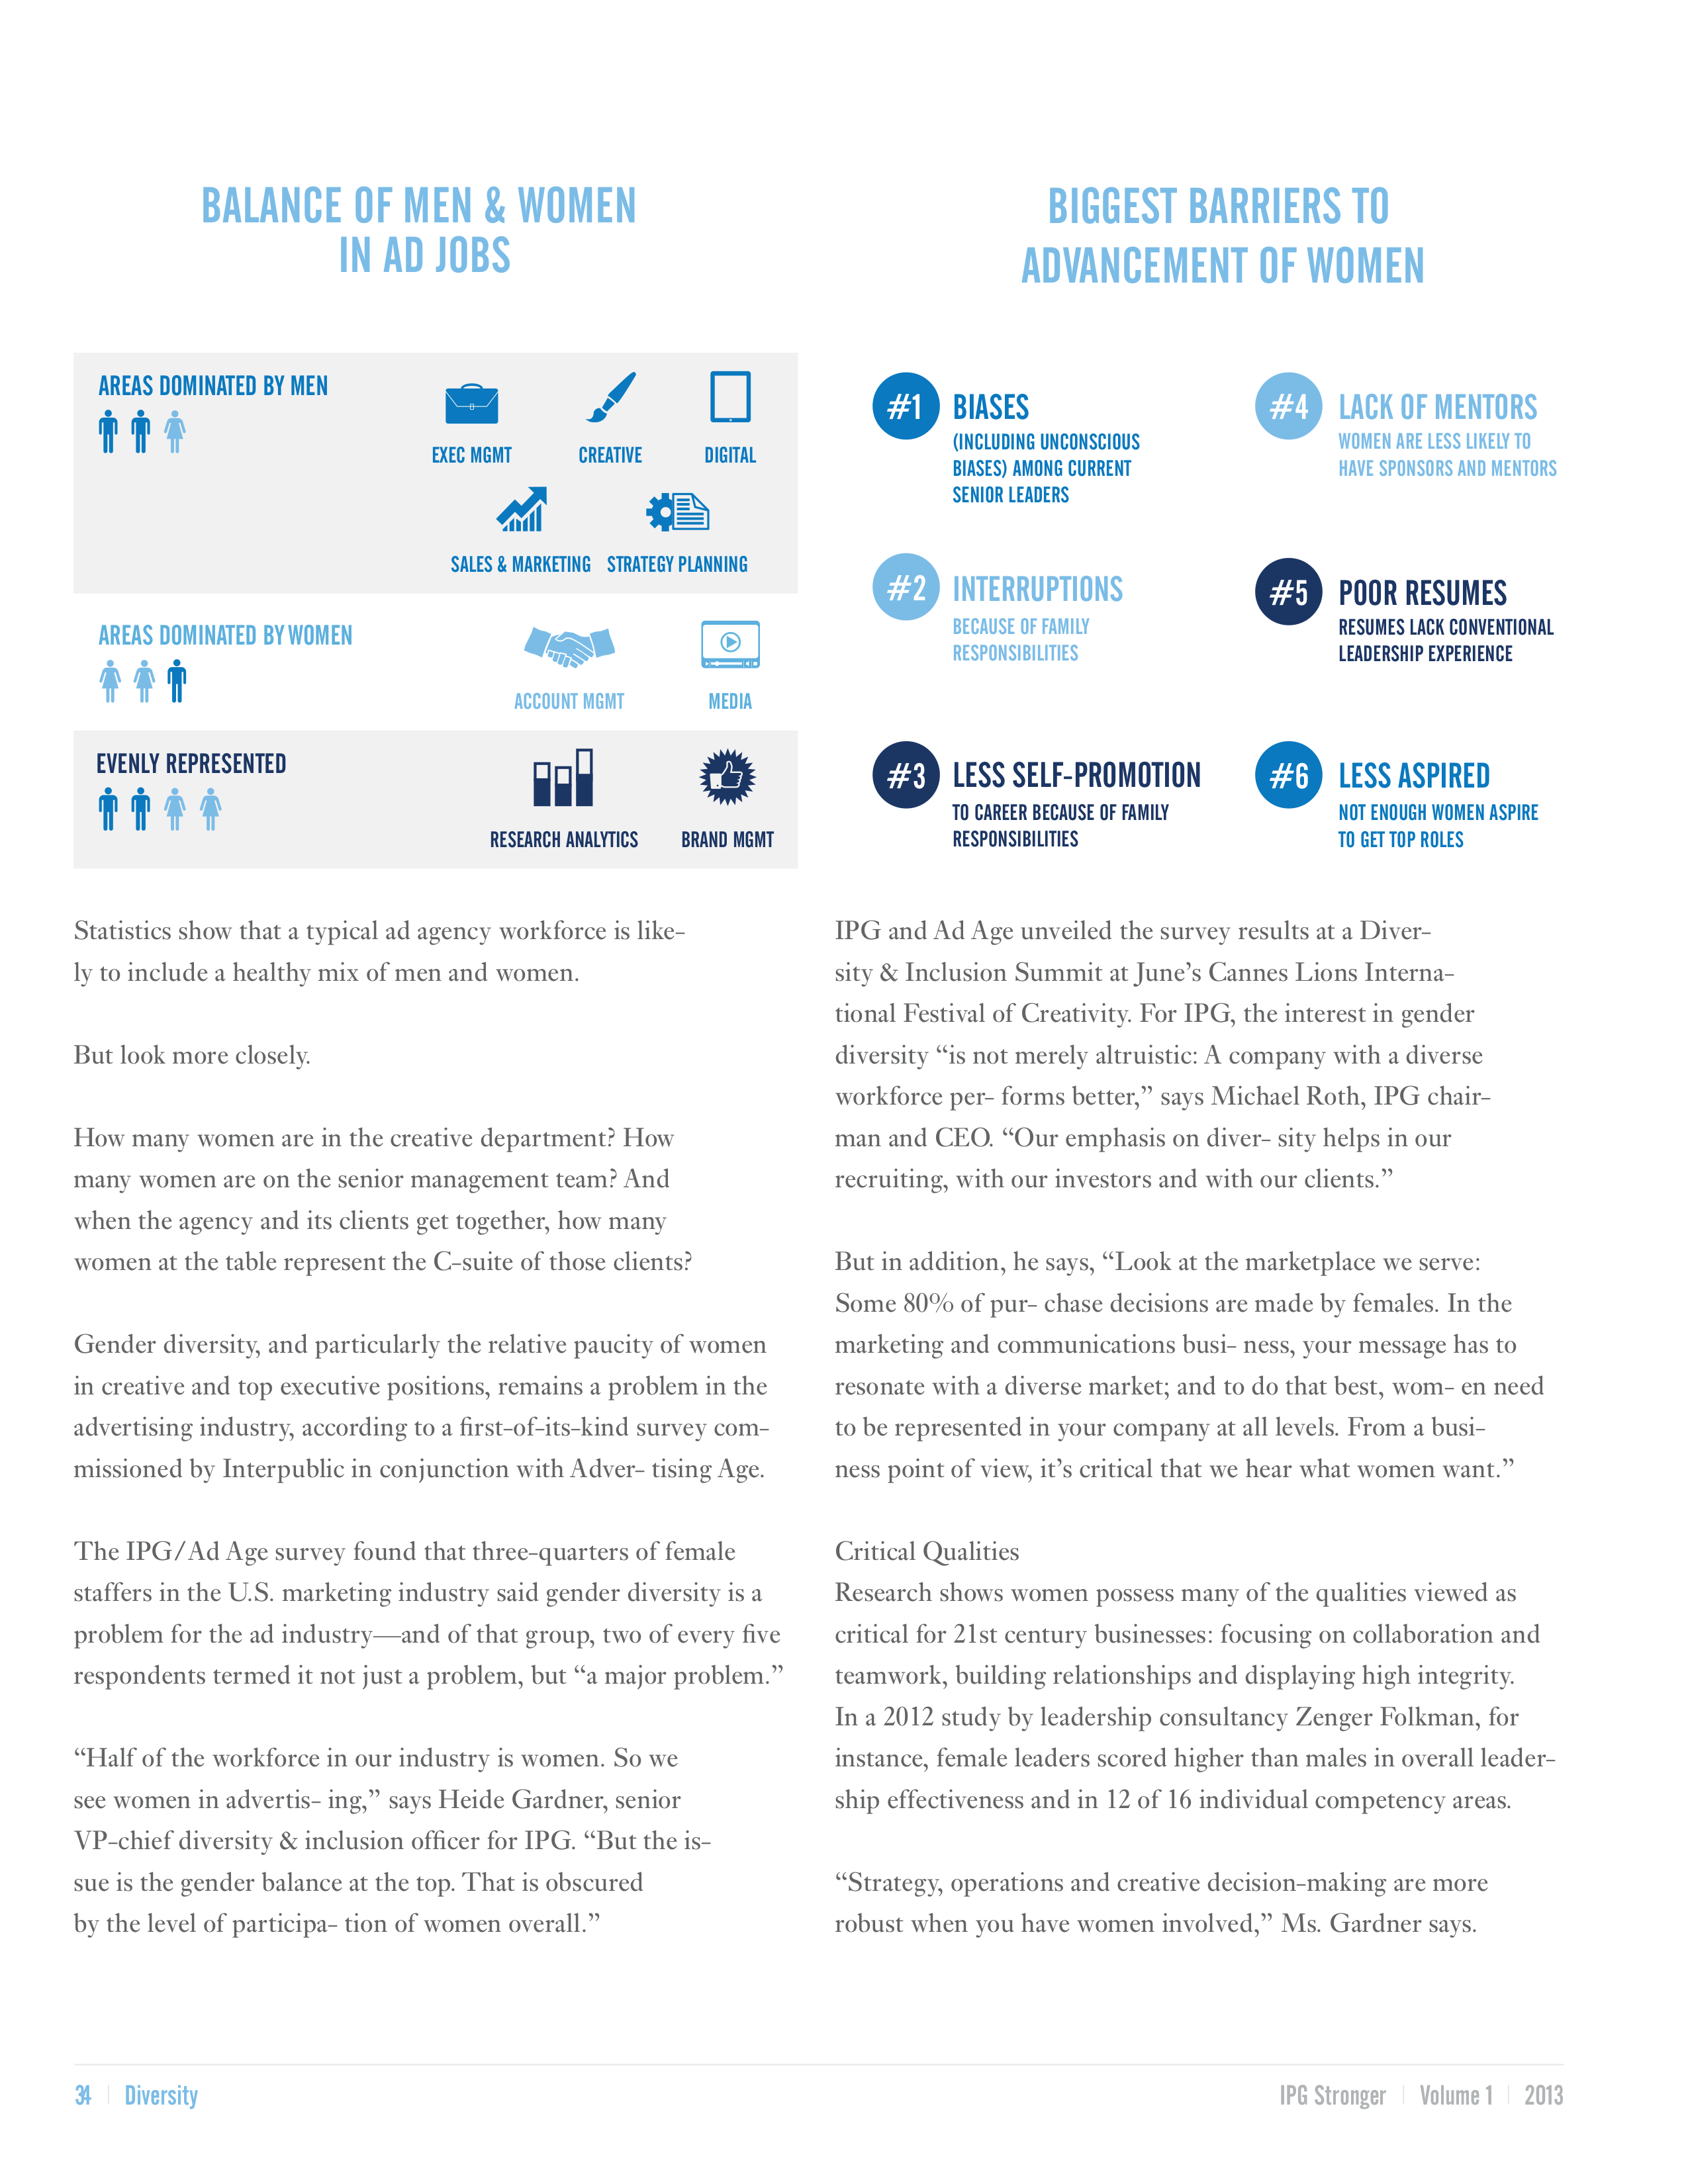 BALANCE OF MEN & WOMEN
IN AD JOBS
AREAS DOMINATED BY MEN
EXEC MGMT
CREATIVE
DIGITAL
SALES & MARKETING
STRATEGY PLANNING
AREAS DOMINATED BY WOMEN
ACCOUNT MGMT
MEDIA
EVENLY REPRESENTED
RESEARCH ANALYTICS
BRAND MGMT
BIGGEST BARRIERS TO
ADVANCEMENT OF WOMEN
#1 BIASES
(INCLUDING UNCONSCIOUS
BIASES) AMONG CURRENT
SENIOR LEADERS
#2 INTERRUPTIONS
BECAUSE OF FAMILY
RESPONSIBILITIES
#3 LESS SELF-PROMOTION
TO CAREER BECAUSE OF FAMILY
RESPONSIBILITIES
#4 LACK OF MENTORS
WOMEN ARE LESS LIKELY TO
HAVE SPONSORS AND MENTORS
#5 POOR RESUMES
RESUMES LACK CONVENTIONAL
LEADERSHIP EXPERIENCE
#6 LESS ASPIRED
NOT ENOUGH WOMEN ASPIRE
TO GET TOP ROLES
Statistics show that a typical ad agency workforce is like-
ly to include a healthy mix of men and women.
But look more closely.
How many women are in the creative department? How
many women are on the senior management team? And
when the agency and its clients get together, how many
women at the table represent the C-suite of those clients?
Gender diversity, and particularly the relative paucity of women
in creative and top executive positions, remains a problem in the
advertising industry, according to a first-of-its-kind survey com-
missioned by Interpublic in conjunction with Adver- tising Age.
The IPG/Ad Age survey found that three-quarters of female
staffers in the U.S. marketing industry said gender diversity is a
problem for the ad industry—and of that group, two of every five
respondents termed it not just a problem, but “a major problem.”
“Half of the workforce in our industry is women. So we
see women in advertis- ing,” says Heide Gardner, senior
VP-chief diversity & inclusion officer for IPG. “But the is-
sue is the gender balance at the top. That is obscured
by the level of participa- tion of women overall.”
IPG and Ad Age unveiled the survey results at a Diver-
sity & Inclusion Summit at June’s Cannes Lions Interna-
tional Festival of Creativity. For IPG, the interest in gender
diversity “is not merely altruistic: A company with a diverse
workforce per- forms better,” says Michael Roth, IPG chair-
man and CEO. “Our emphasis on diver- sity helps in our
recruiting, with our investors and with our clients.”
But in addition, he says, “Look at the marketplace we serve:
Some 80% of pur- chase decisions are made by females. In the
marketing and communications busi- ness, your message has to
resonate with a diverse market; and to do that best, wom- en need
to be represented in your company at all levels. From a busi-
ness point of view, it’s critical that we hear what women want.”
Critical Qualities
Research shows women possess many of the qualities viewed as
critical for 21st century businesses: focusing on collaboration and
teamwork, building relationships and displaying high integrity.
In a 2012 study by leadership consultancy Zenger Folkman, for
instance, female leaders scored higher than males in overall leader-
ship effectiveness and in 12 of 16 individual competency areas.
“Strategy, operations and creative decision-making are more
robust when you have women involved,” Ms. Gardner says.
34 | Diversity
IPG Stronger | Volume 1 | 2013